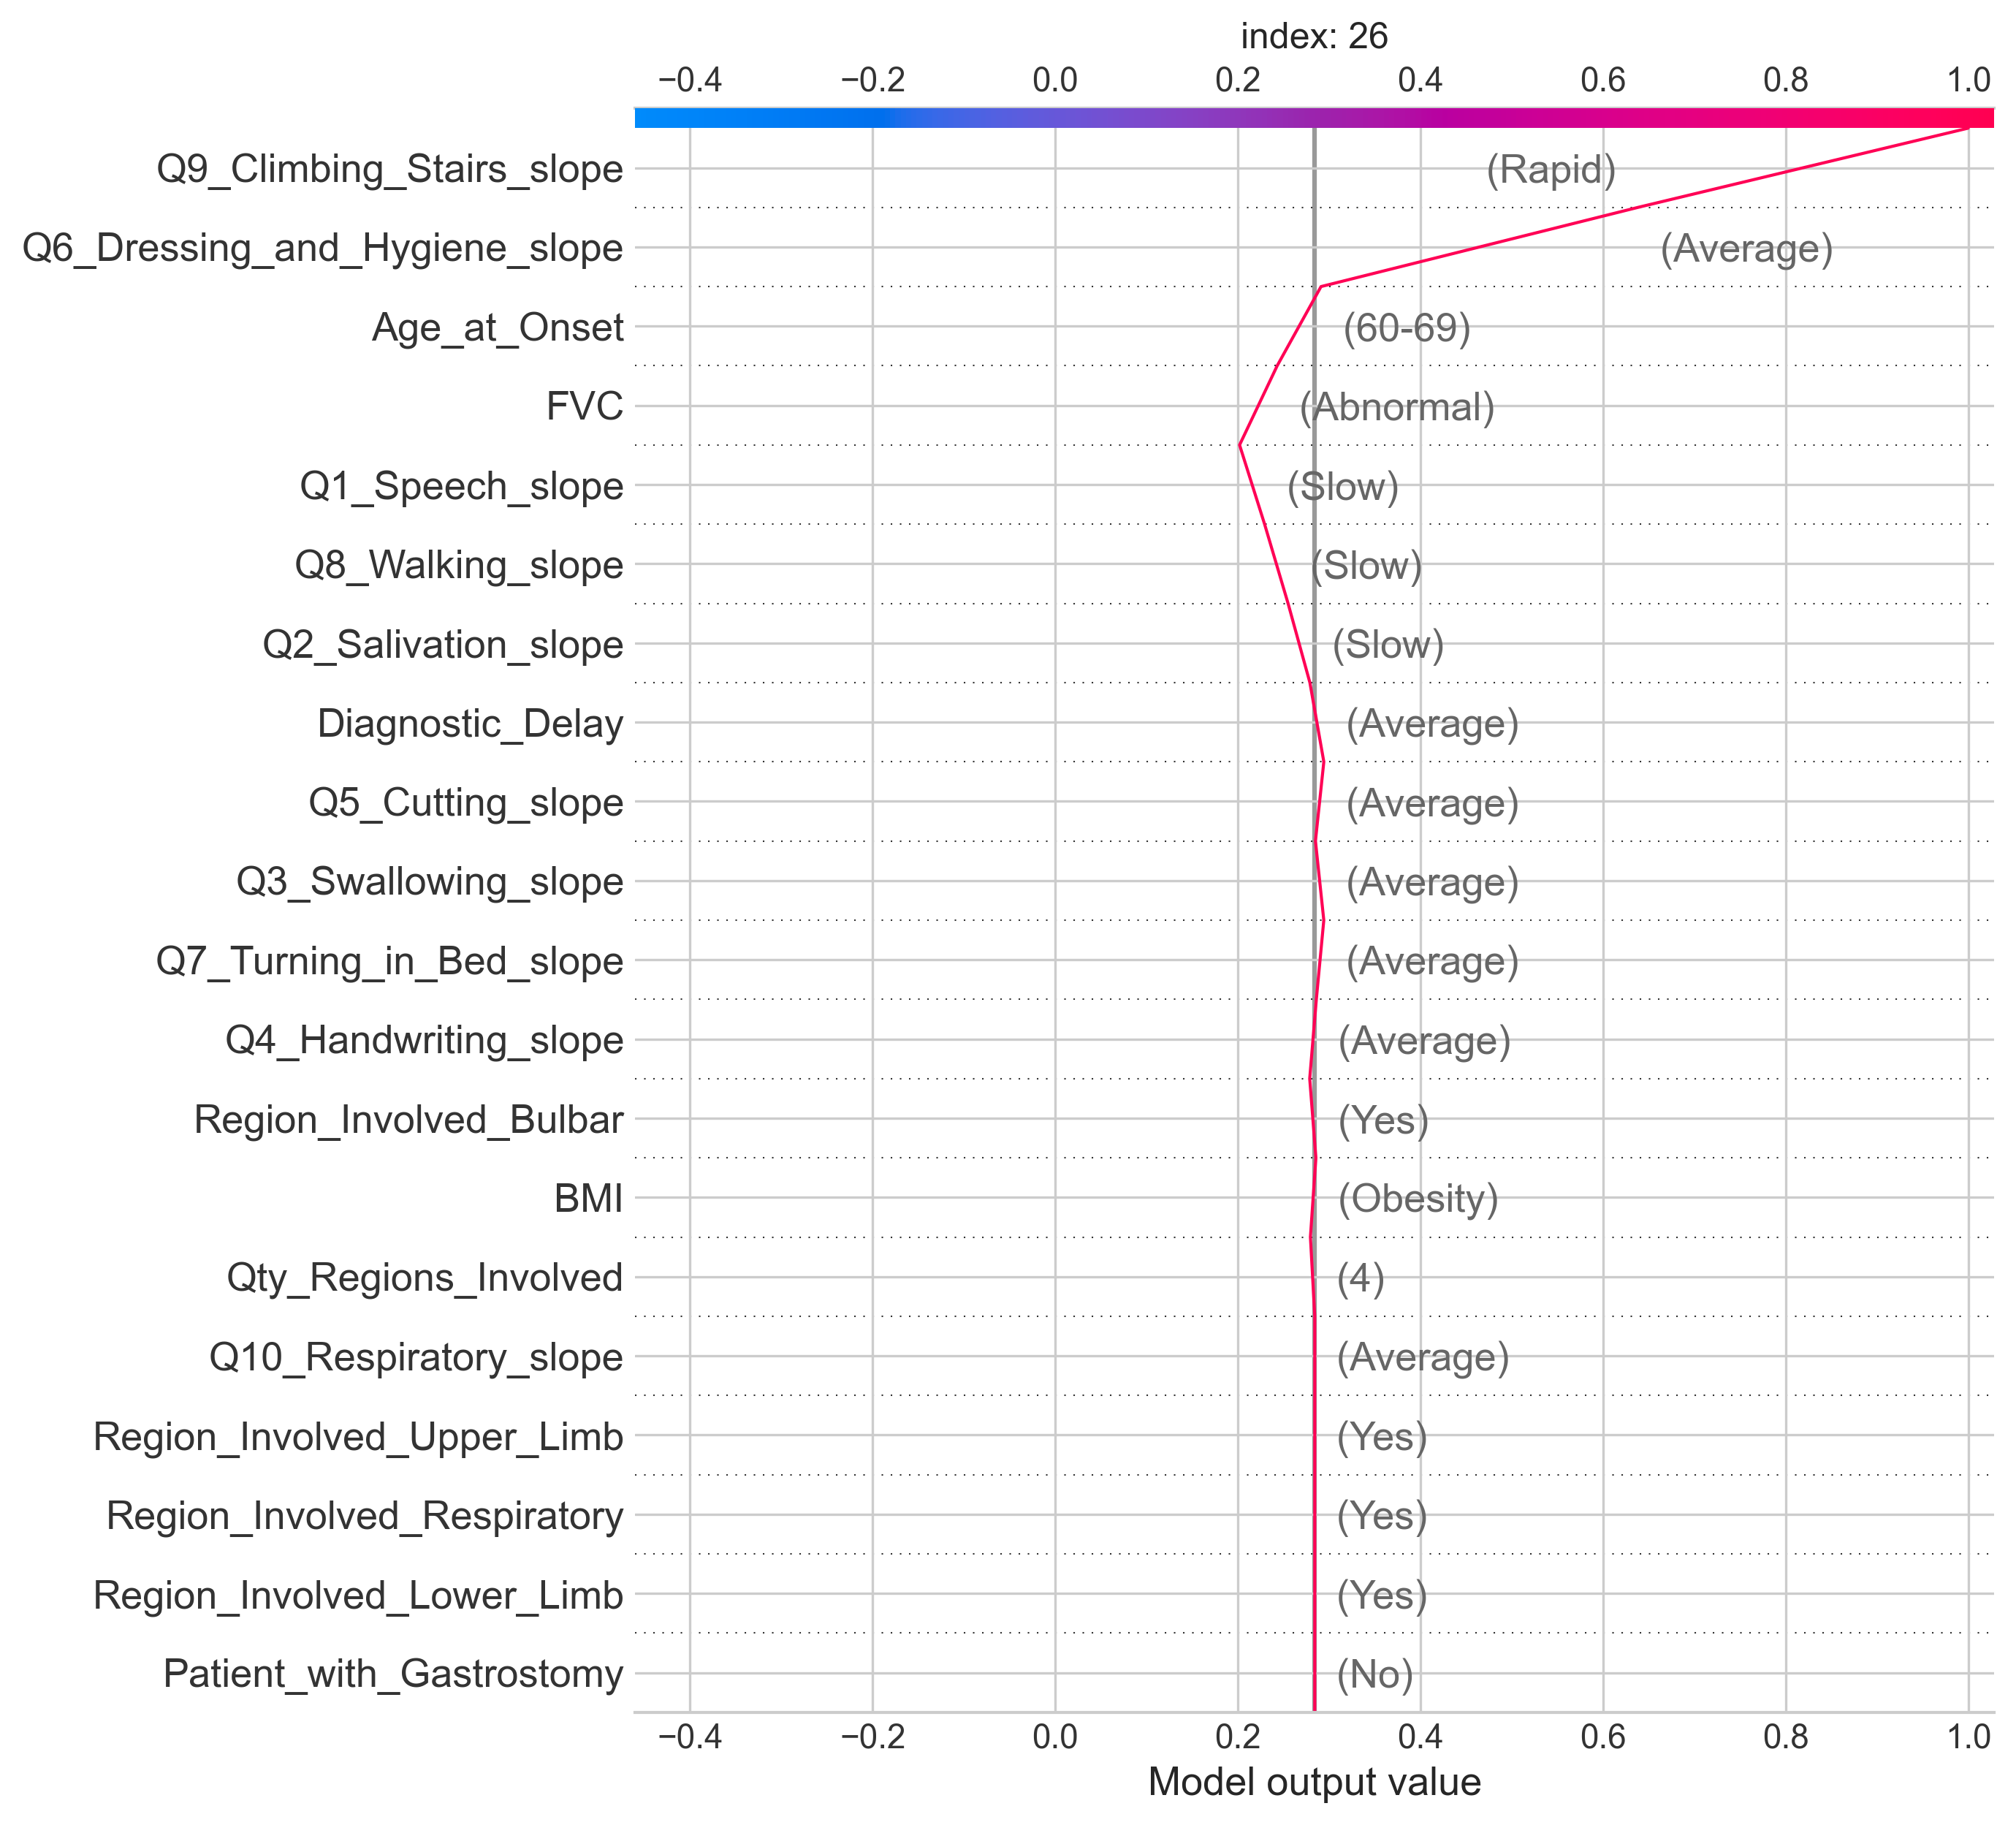 index: 26
−0.4 −0.2 0.0 0.2 0.4 0.6 0.8 1.0
Q9_Climbing_Stairs_slope (Rapid)
Q6_Dressing_and_Hygiene_slope (Average)
Age_at_Onset (60-69)
FVC (Abnormal)
Q1_Speech_slope (Slow)
Q8_Walking_slope (Slow)
Q2_Salivation_slope (Slow)
Diagnostic_Delay (Average)
Q5_Cutting_slope (Average)
Q3_Swallowing_slope (Average)
Q7_Turning_in_Bed_slope (Average)
Q4_Handwriting_slope (Average)
Region_Involved_Bulbar (Yes)
BMI (Obesity)
Qty_Regions_Involved (4)
Q10_Respiratory_slope (Average)
Region_Involved_Upper_Limb (Yes)
Region_Involved_Respiratory (Yes)
Region_Involved_Lower_Limb (Yes)
Patient_with_Gastrostomy (No)
−0.4 −0.2 0.0 0.2 0.4 0.6 0.8 1.0
Model output value